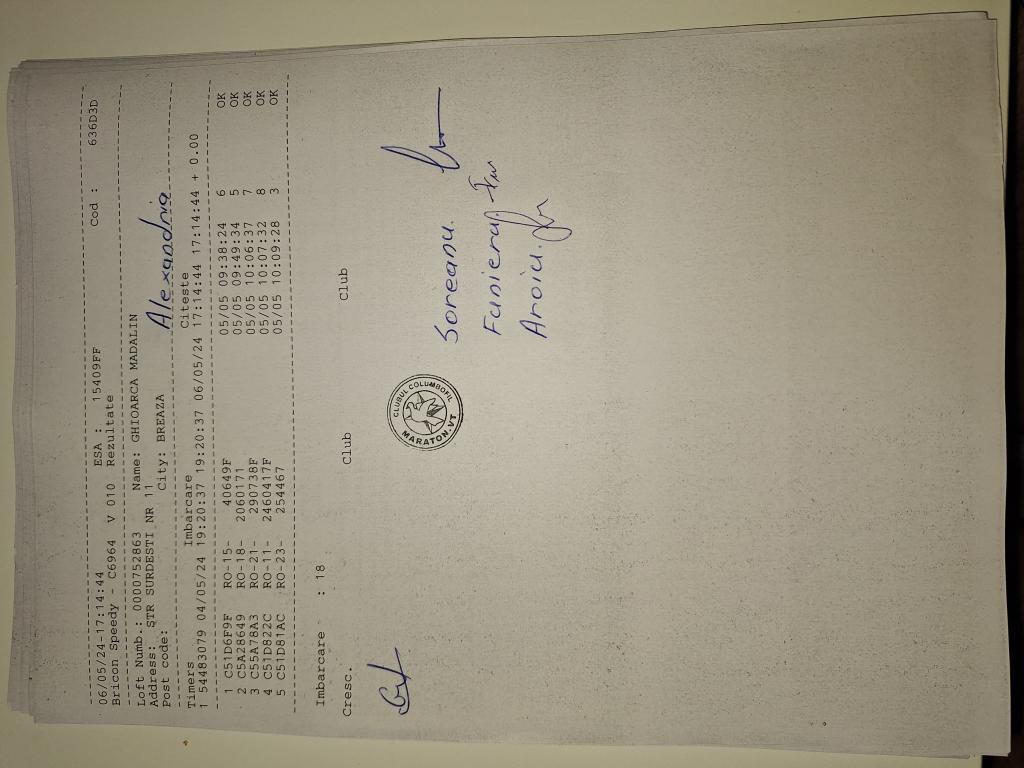 06/05/24-17:14:44 ESA : 15409FF Cod : 636D3D
Bricon Speedy - C6964 V 010 Rezultate
Loft Numb.: 0000752863 Name: GHIOARCA MADALIN
Address: STR SURDESTI NR 11
Post code: City: BREAZA
Alexandria
Timers Imbarcare Citeste
1 54483079 04/05/24 19:20:37 19:20:37 06/05/24 17:14:44 17:14:44 + 0.00
1 C51D6F9F RO-15- 40649F 05/05 09:38:24 6 OK
2 C5A28649 RO-18- 2060171 05/05 09:49:34 5 OK
3 C55A78A3 RO-21- 290738F 05/05 10:06:37 7 OK
4 C51D822C RO-11- 2460417F 05/05 10:07:32 8 OK
5 C51D81AC RO-23- 254467 05/05 10:09:28 3 OK
Imbarcare : 18
Cresc. Club Club
CLUBUL COLUMBOFIL
MARATON-VT
Soreanu.